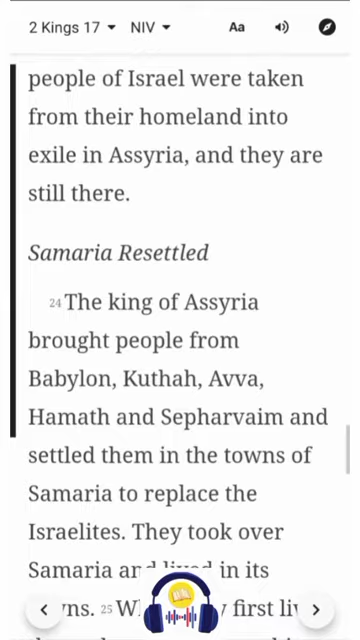 2 Kings 17 NIV Aa
people of Israel were taken
from their homeland into
exile in Assyria, and they are
still there.
Samaria Resettled
24 The king of Assyria
brought people from
Babylon, Kuthah, Avva,
Hamath and Sepharvaim and
settled them in the towns of
Samaria to replace the
Israelites. They took over
Samaria and lived in its
25 first